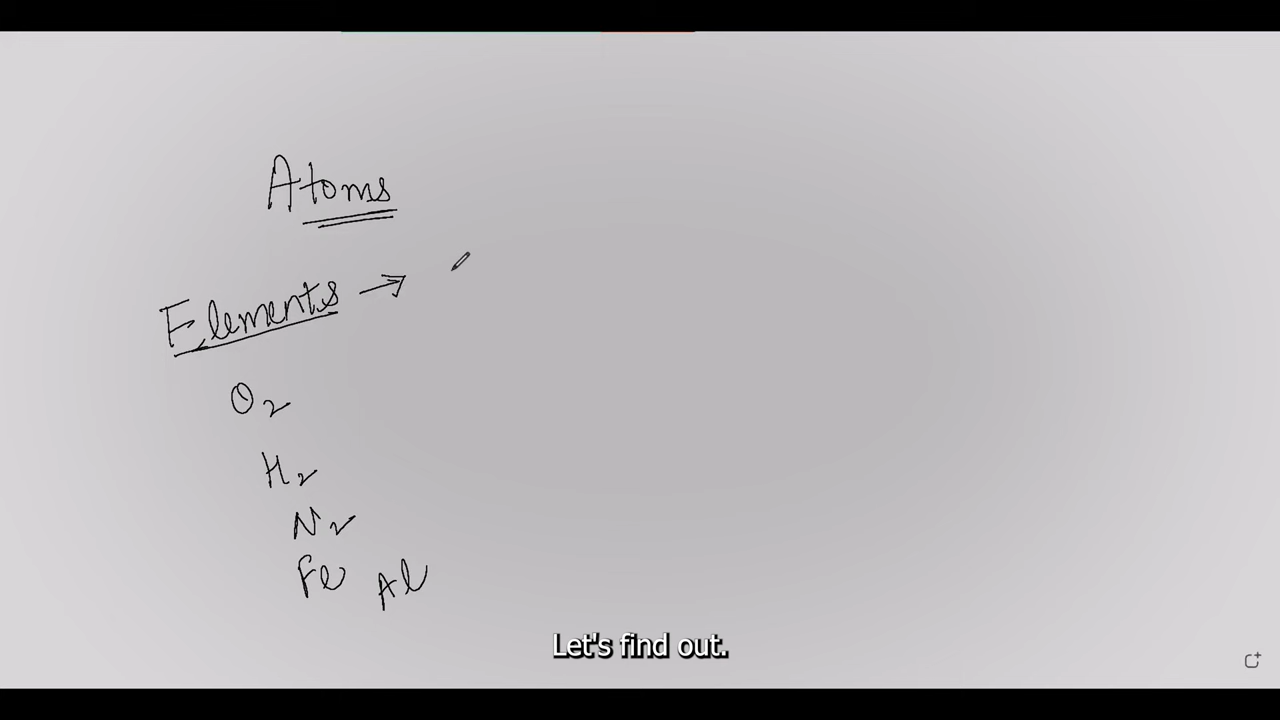 Atoms
Elements →
O2
H2
N2
Fe Al
Let's find out.